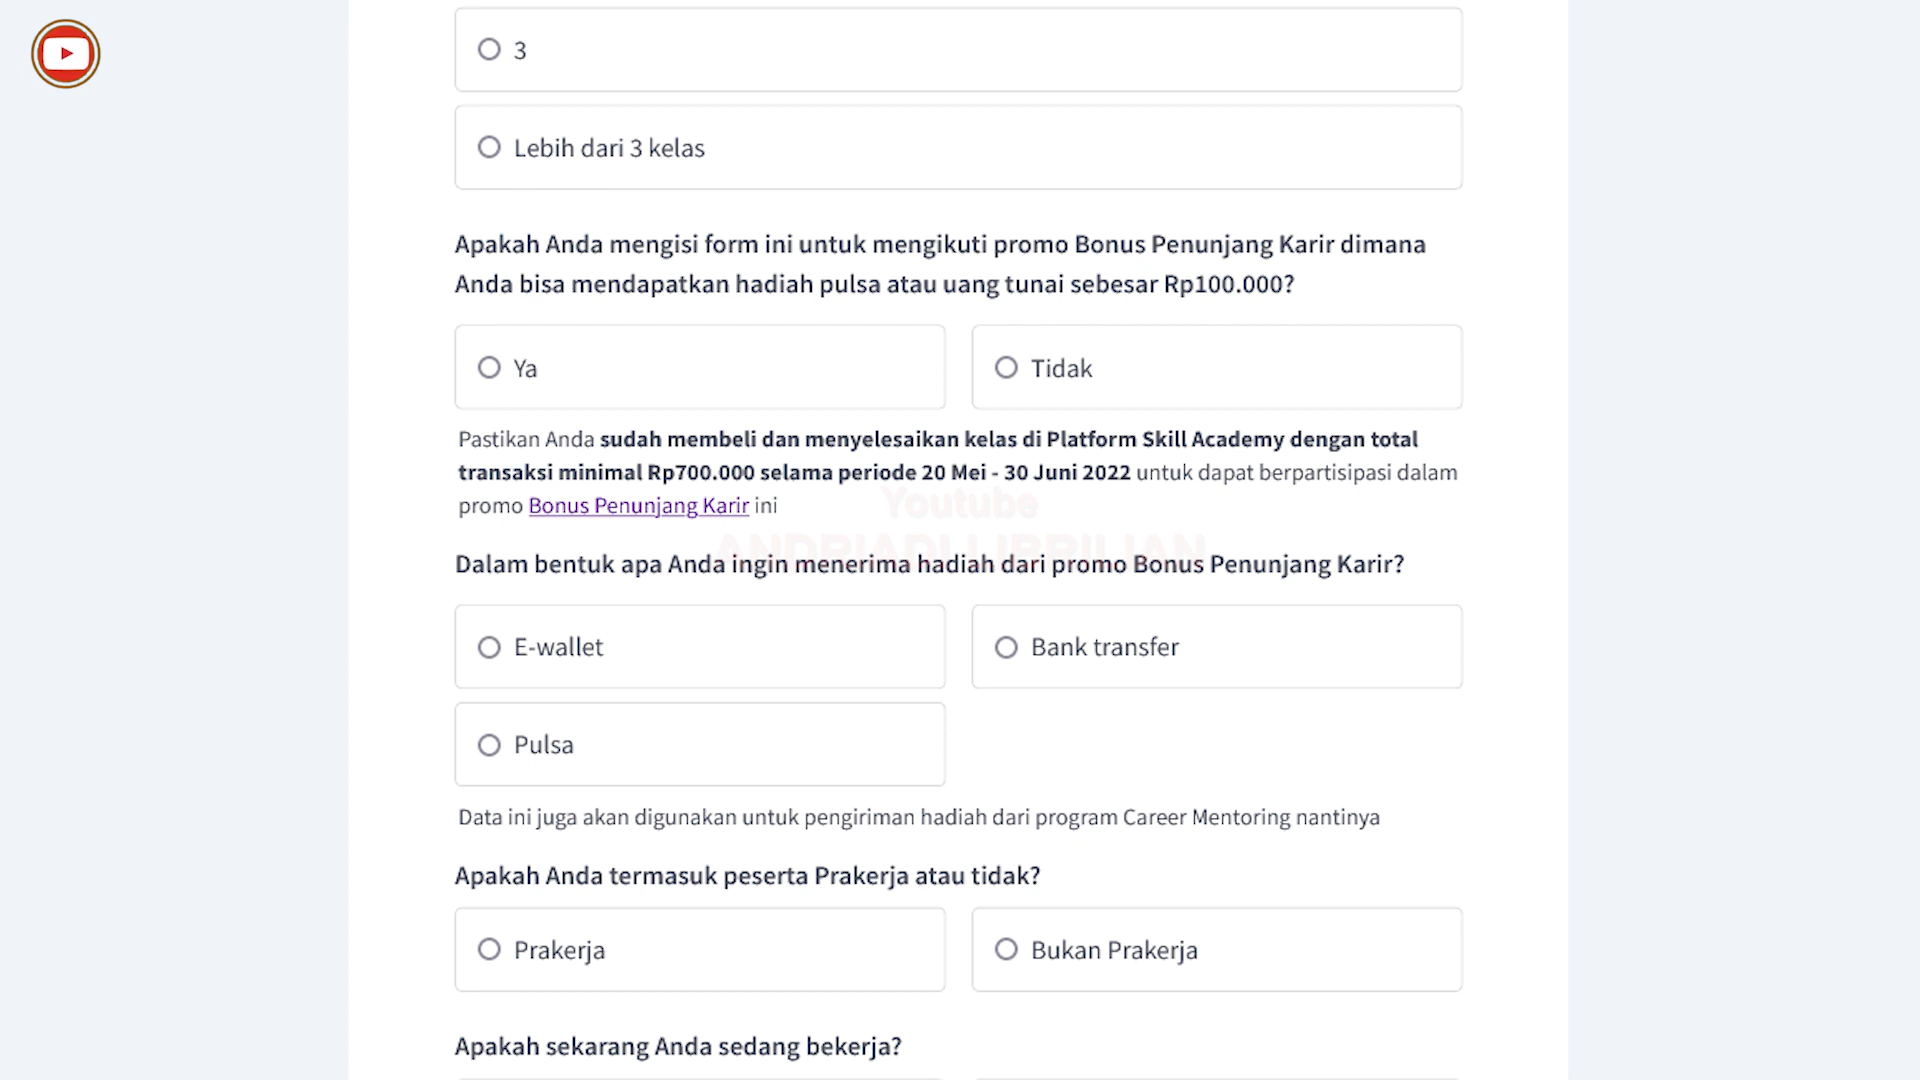 3
Lebih dari 3 kelas
Apakah Anda mengisi form ini untuk mengikuti promo Bonus Penunjang Karir dimana
Anda bisa mendapatkan hadiah pulsa atau uang tunai sebesar Rp100.000?
Ya
Tidak
Pastikan Anda sudah membeli dan menyelesaikan kelas di Platform Skill Academy dengan total
transaksi minimal Rp700.000 selama periode 20 Mei - 30 Juni 2022 untuk dapat berpartisipasi dalam
promo Bonus Penunjang Karir ini
Youtube
ANDRIADI LIBRILIAN
Dalam bentuk apa Anda ingin menerima hadiah dari promo Bonus Penunjang Karir?
E-wallet
Bank transfer
Pulsa
Data ini juga akan digunakan untuk pengiriman hadiah dari program Career Mentoring nantinya
Apakah Anda termasuk peserta Prakerja atau tidak?
Prakerja
Bukan Prakerja
Apakah sekarang Anda sedang bekerja?